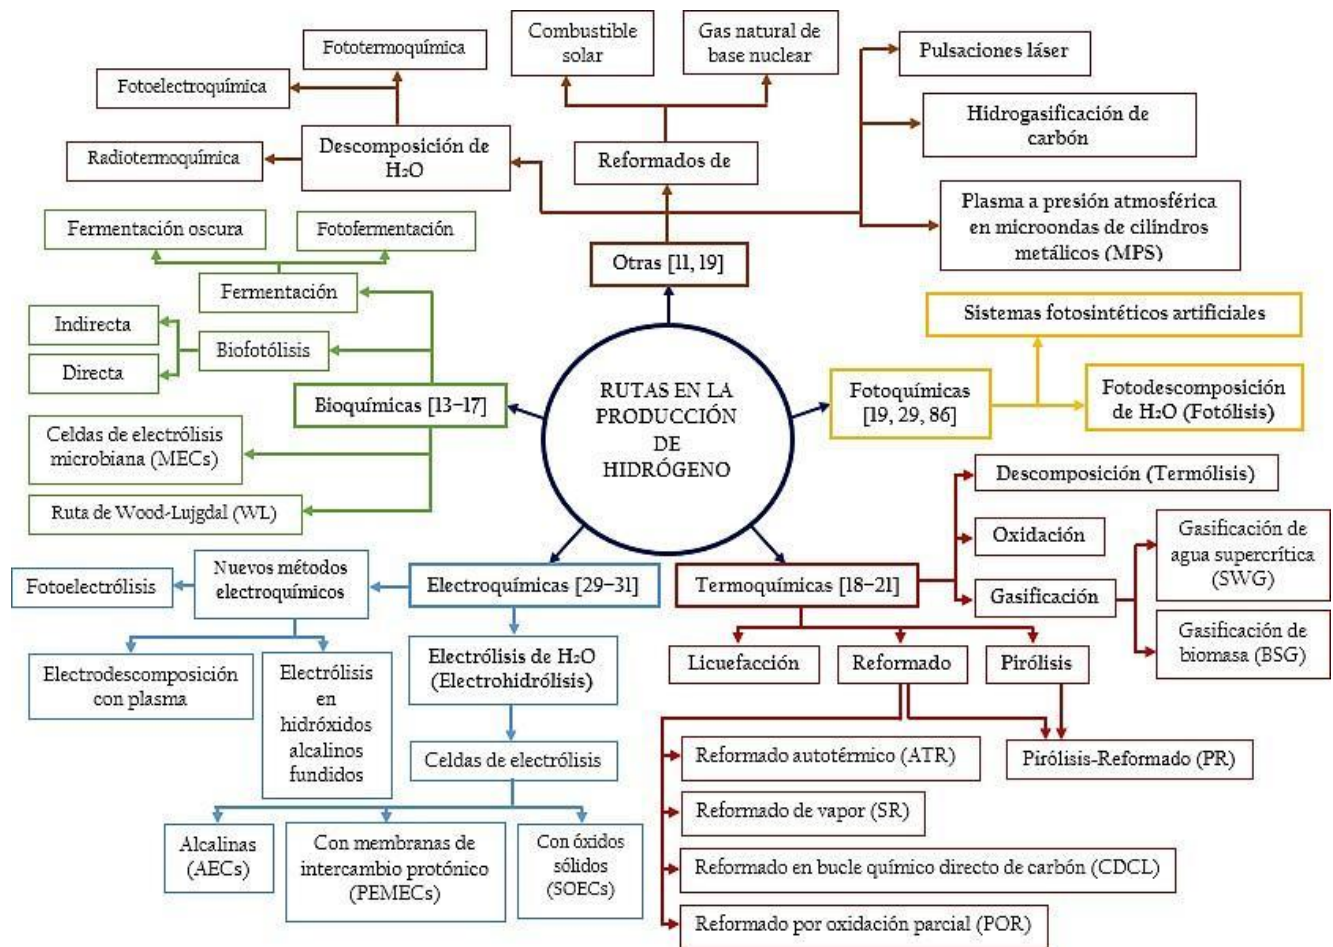 Fototermoquímica
Combustible
solar
Gas natural de
base nuclear
Pulsaciones láser
Fotoelectroquímica
Hidrogasificación de
carbón
Radiotermoquímica
Descomposición de
H₂O
Reformados de
Plasma a presión atmosférica
en microondas de cilindros
metálicos (MPS)
Fermentación oscura
Fotofermentación
Otras [11, 19]
Fermentación
Indirecta
Biofotólisis
Directa
Sistemas fotosintéticos artificiales
RUTAS EN LA
PRODUCCIÓN
DE
HIDRÓGENO
Bioquímicas [13–17]
Fotoquímicas
[19, 29, 86]
Fotodescomposición
de H₂O (Fotólisis)
Celdas de electrólisis
microbiana (MECs)
Ruta de Wood-Lujgdal (WL)
Descomposición (Termólisis)
Oxidación
Gasificación de
agua supercrítica
(SWG)
Fotoelectrólisis
Nuevos métodos
electroquímicos
Electroquímicas [29–31]
Termoquímicas [18–21]
Gasificación
Gasificación de
biomasa (BSG)
Electrodescomposición
con plasma
Electrólisis
en
hidróxidos
alcalinos
fundidos
Electrólisis de H₂O
(Electrohidrólisis)
Licuefacción
Reformado
Pirólisis
Celdas de electrólisis
Reformado autotérmico (ATR)
Pirólisis-Reformado (PR)
Reformado de vapor (SR)
Alcalinas
(AECs)
Con membranas de
intercambio protónico
(PEMECs)
Con óxidos
sólidos
(SOECs)
Reformado en bucle químico directo de carbón (CDCL)
Reformado por oxidación parcial (POR)